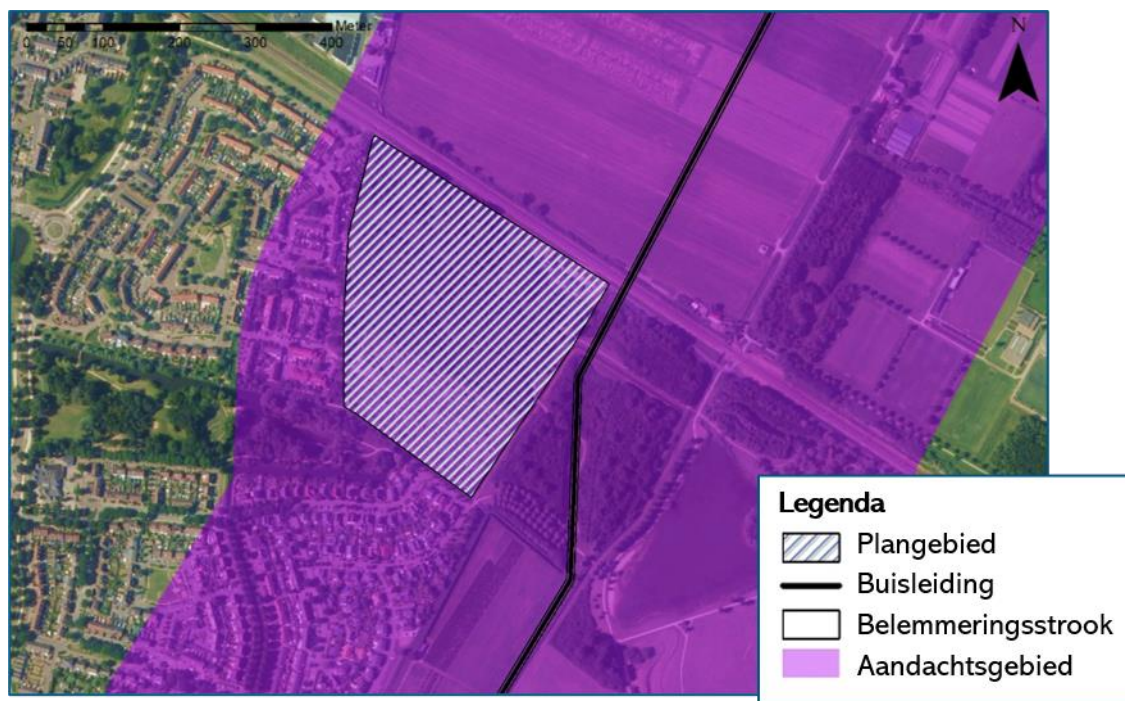 Meter
0 50 100 200 300 400
N
Legenda
Plangebied
Buisleiding
Belemmeringsstrook
Aandachtsgebied